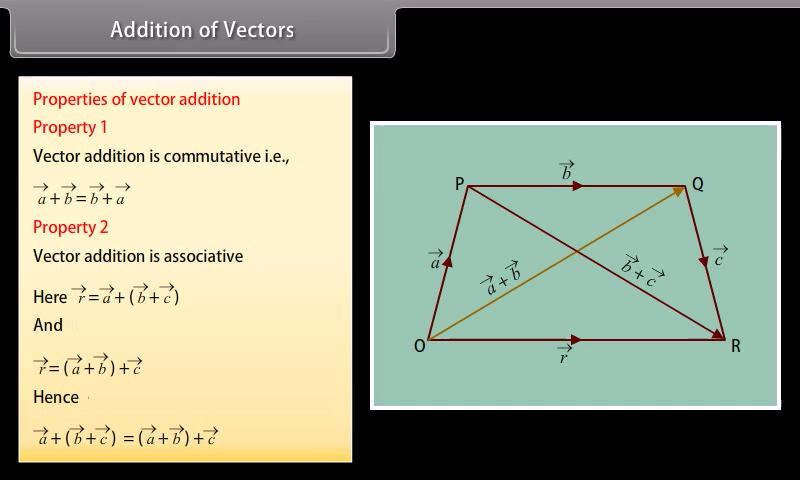 Addition of Vectors
Properties of vector addition
Property 1
Vector addition is commutative i.e.,
a⃗ + b⃗ = b⃗ + a⃗
Property 2
Vector addition is associative
Here r⃗ = a⃗ + (b⃗ + c⃗)
And
r⃗ = (a⃗ + b⃗) + c⃗
Hence
a⃗ + (b⃗ + c⃗) = (a⃗ + b⃗) + c⃗
P
b⃗
Q
a⃗
a⃗ + b⃗
b⃗ + c⃗
c⃗
O
r⃗
R